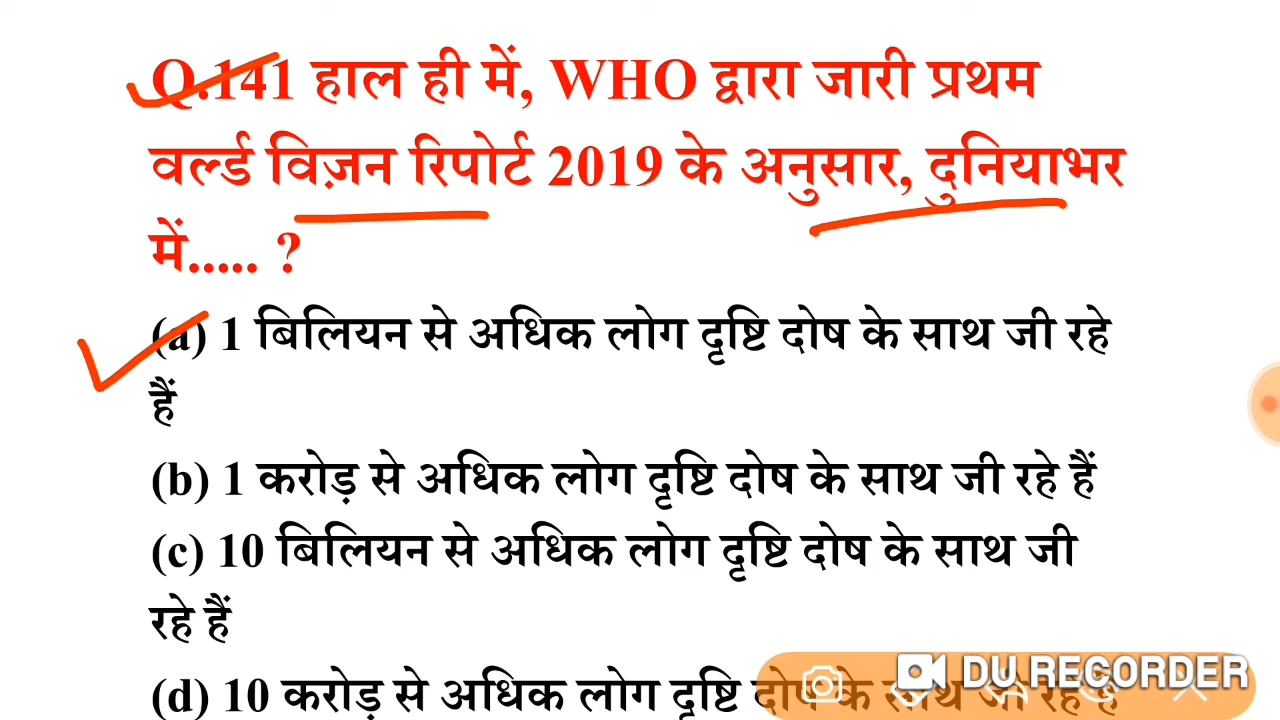 Q.141 हाल ही में, WHO द्वारा जारी प्रथम
वर्ल्ड विज़न रिपोर्ट 2019 के अनुसार, दुनियाभर
में..... ?
(a) 1 बिलियन से अधिक लोग दृष्टि दोष के साथ जी रहे
हैं
(b) 1 करोड़ से अधिक लोग दृष्टि दोष के साथ जी रहे हैं
(c) 10 बिलियन से अधिक लोग दृष्टि दोष के साथ जी
रहे हैं
(d) 10 करोड़ से अधिक लोग दृष्टि दोष के साथ जी रहे हैं
DU RECORDER